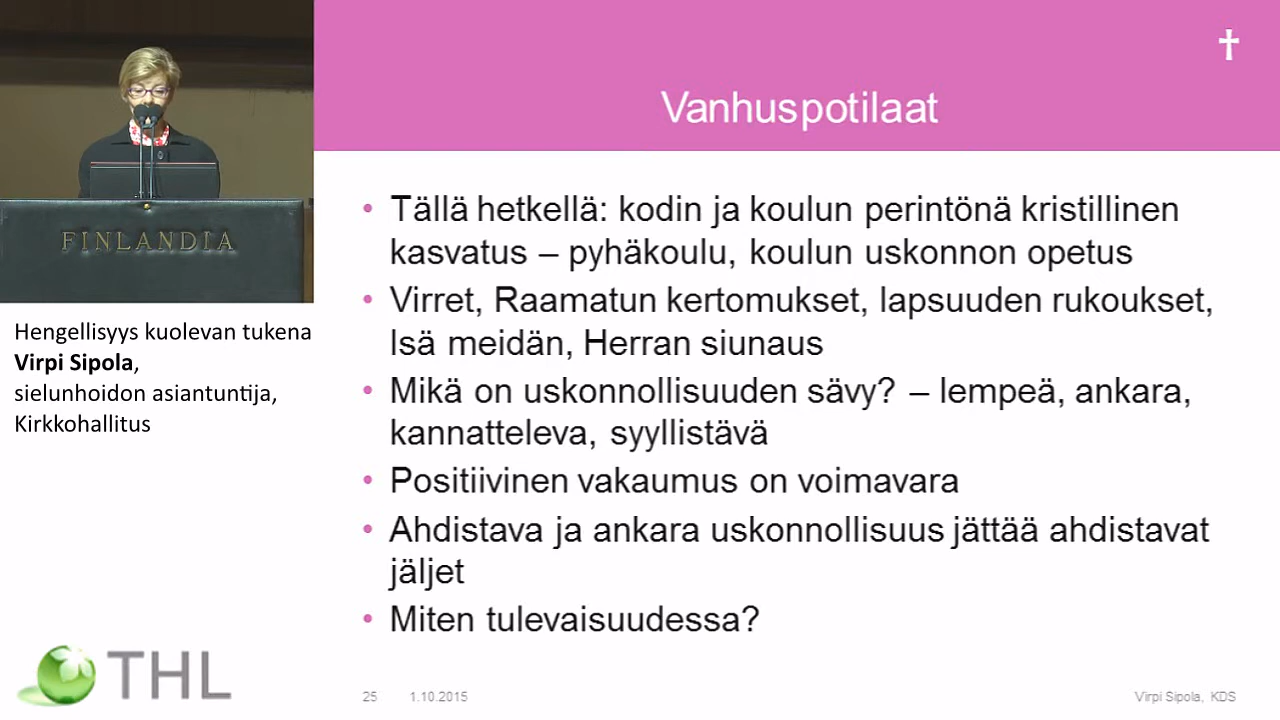 FINLANDIA
Hengellisyys kuolevan tukena
Virpi Sipola,
sielunhoidon asiantuntija,
Kirkkohallitus
THL
Vanhuspotilaat
• Tällä hetkellä: kodin ja koulun perintönä kristillinen
kasvatus – pyhäkoulu, koulun uskonnon opetus
• Virret, Raamatun kertomukset, lapsuuden rukoukset,
Isä meidän, Herran siunaus
• Mikä on uskonnollisuuden sävy? – lempeä, ankara,
kannatteleva, syyllistävä
• Positiivinen vakaumus on voimavara
• Ahdistava ja ankara uskonnollisuus jättää ahdistavat
jäljet
• Miten tulevaisuudessa?
25 1.10.2015 Virpi Sipola, KDS